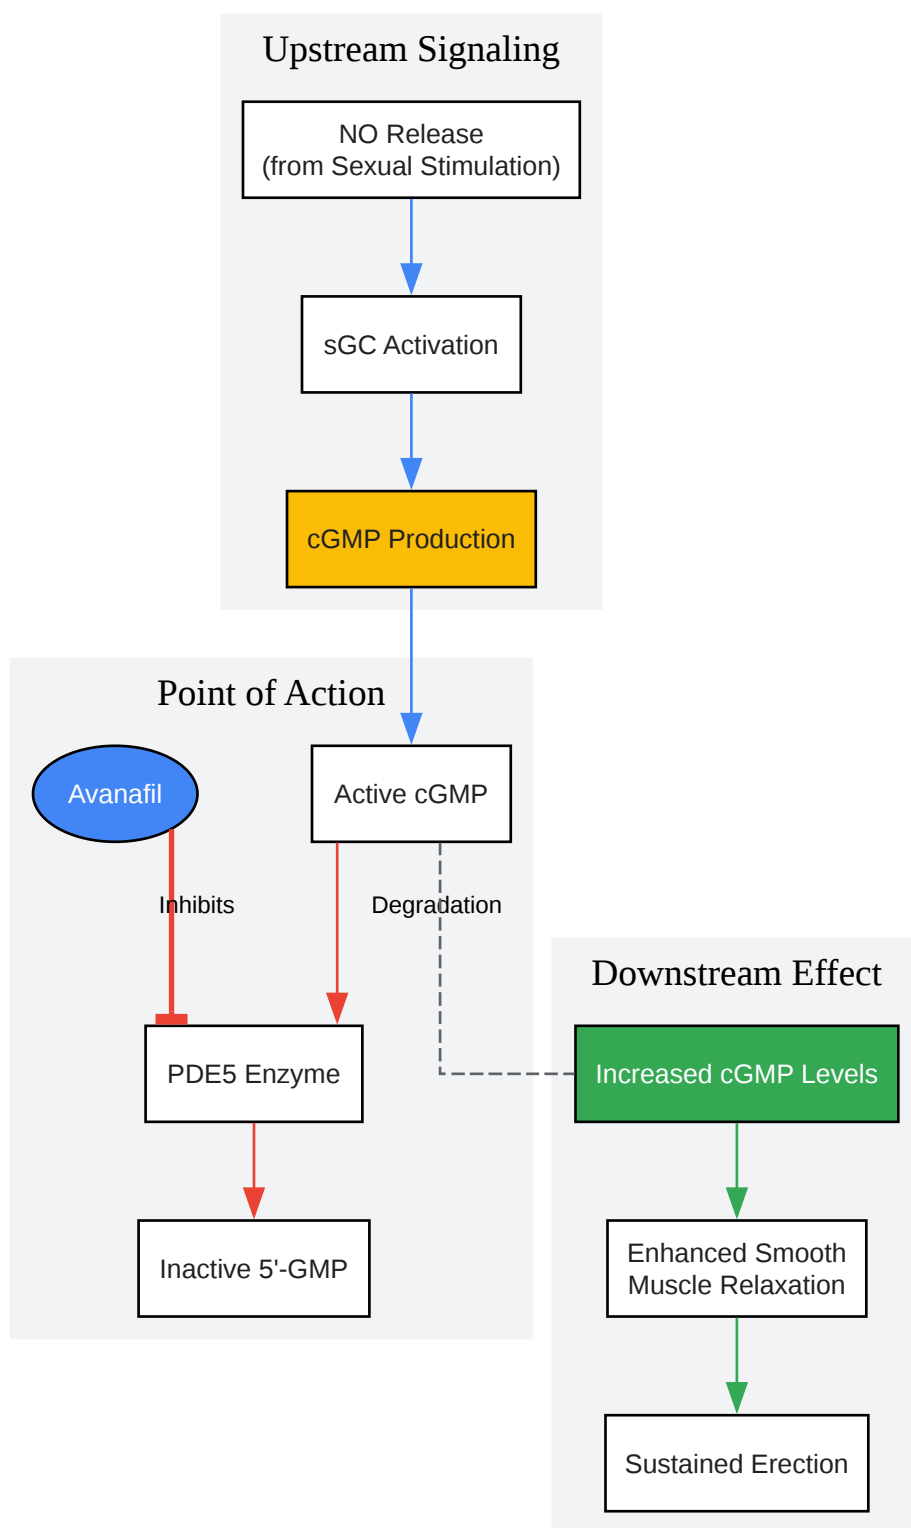 Upstream Signaling
NO Release
(from Sexual Stimulation)
sGC Activation
cGMP Production
Point of Action
Avanafil
Active cGMP
Inhibits
Degradation
Downstream Effect
PDE5 Enzyme
Increased cGMP Levels
Inactive 5'-GMP
Enhanced Smooth
Muscle Relaxation
Sustained Erection